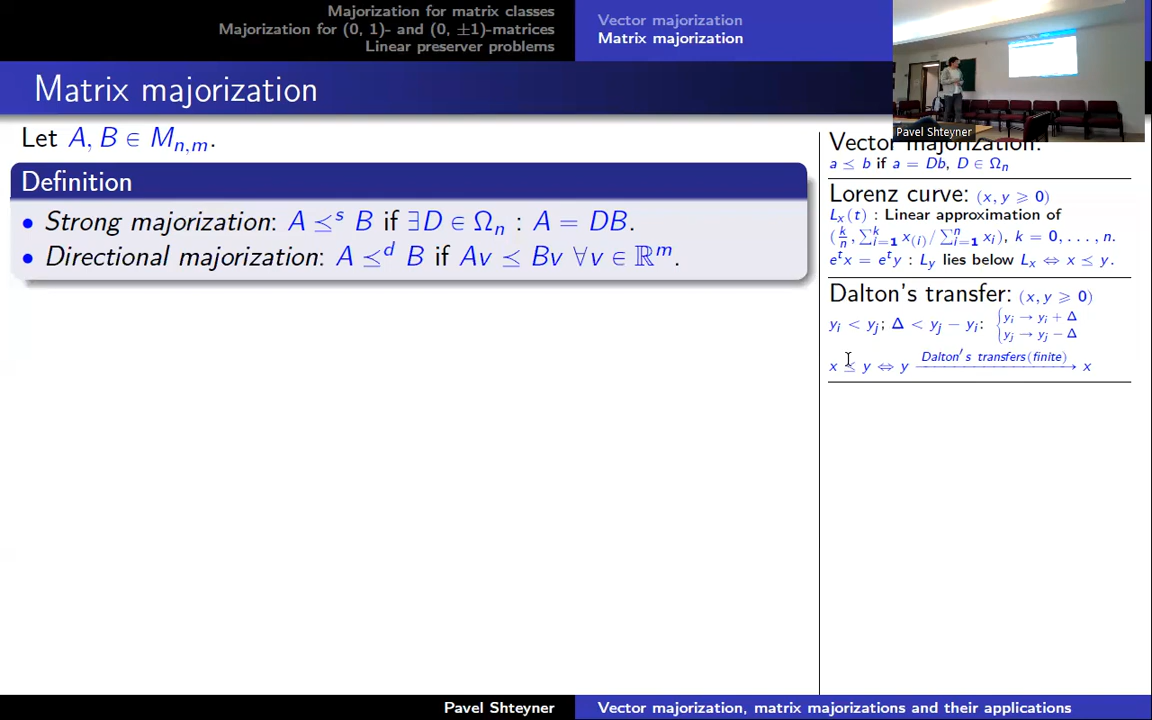 Majorization for matrix classes
Majorization for (0, 1)- and (0, ±1)-matrices
Linear preserver problems
Vector majorization
Matrix majorization
Matrix majorization
Pavel Shteyner
Let A, B ∈ M_{n,m}.
Definition
• Strong majorization: A ⪯^s B if ∃D ∈ Ω_n : A = DB.
• Directional majorization: A ⪯^d B if Av ⪯ Bv ∀v ∈ ℝ^m.
Vector majorization:
a ⪯ b if a = Db, D ∈ Ω_n
Lorenz curve: (x, y ⩾ 0)
L_x(t) : Linear approximation of
(k/n, ∑_{i=1}^k x_{(i)}/ ∑_{i=1}^n x_i), k = 0, . . . , n.
e^t x = e^t y : L_y lies below L_x ⇔ x ⪯ y.
Dalton's transfer: (x, y ⩾ 0)
y_i < y_j; Δ < y_j − y_i: { y_i → y_i + Δ
y_j → y_j − Δ
x ⪯ y ⇔ y Dalton's transfers(finite) → x
Pavel Shteyner
Vector majorization, matrix majorizations and their applications